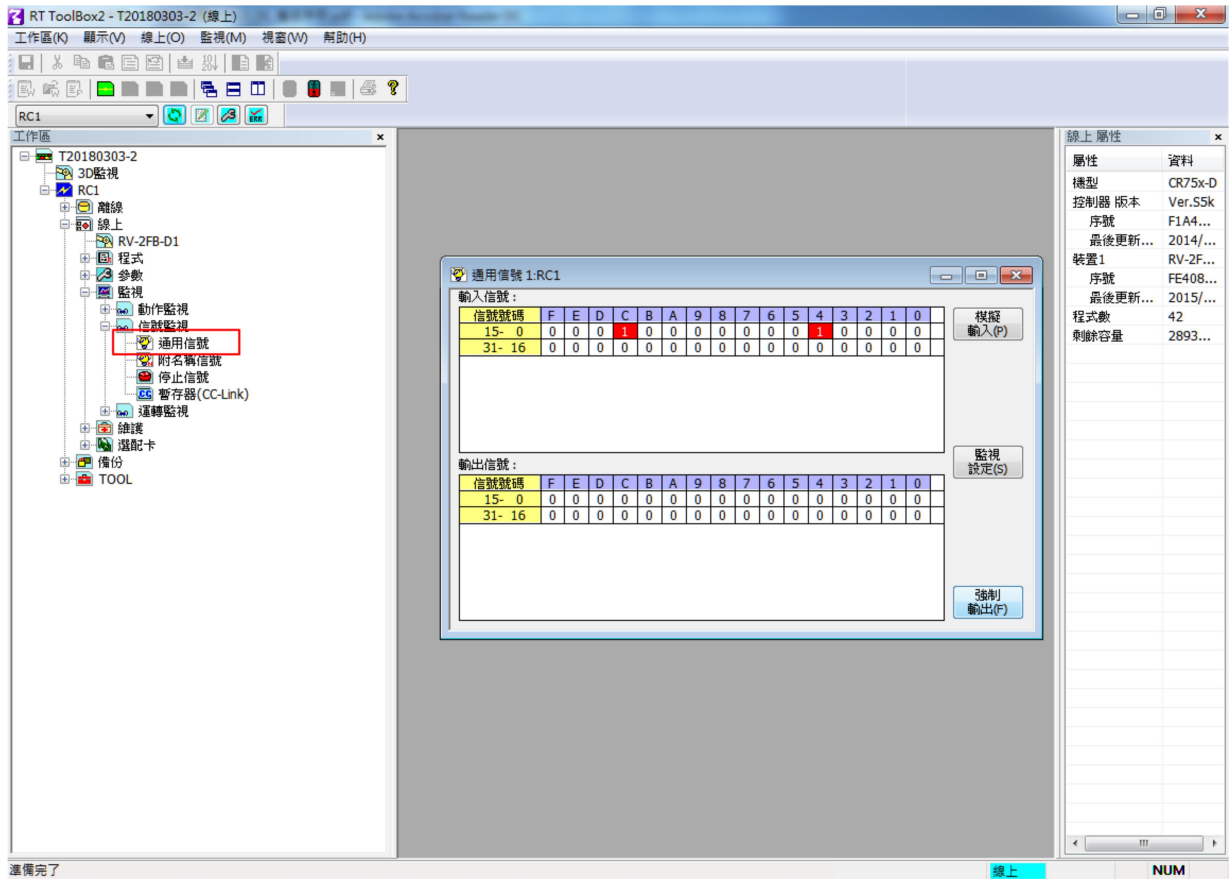 RT ToolBox2 - T20180303-2 (線上)
工作區(K) 顯示(V) 線上(O) 監視(M) 視窗(W) 幫助(H)
RC1
工作區
T20180303-2
3D監視
RC1
離線
線上
RV-2FB-D1
程式
參數
監視
動作監視
信號監視
通用信號
附名稱信號
停止信號
暫存器(CC-Link)
運轉監視
維護
選配卡
備份
TOOL
通用信號 1:RC1
輸入信號：
信號號碼 F E D C B A 9 8 7 6 5 4 3 2 1 0
15- 0 0 0 0 1 0 0 0 0 0 0 0 1 0 0 0 0
31- 16 0 0 0 0 0 0 0 0 0 0 0 0 0 0 0 0
模擬
輸入(P)
監視
設定(S)
輸出信號：
信號號碼 F E D C B A 9 8 7 6 5 4 3 2 1 0
15- 0 0 0 0 0 0 0 0 0 0 0 0 0 0 0 0 0
31- 16 0 0 0 0 0 0 0 0 0 0 0 0 0 0 0 0
強制
輸出(F)
線上 屬性
屬性 資料
機型 CR75x-D
控制器 版本 Ver.S5k
序號 F1A4...
最後更新... 2014/...
裝置1 RV-2F...
序號 FE408...
最後更新... 2015/...
程式數 42
剩餘容量 2893...
準備完了
線上
NUM